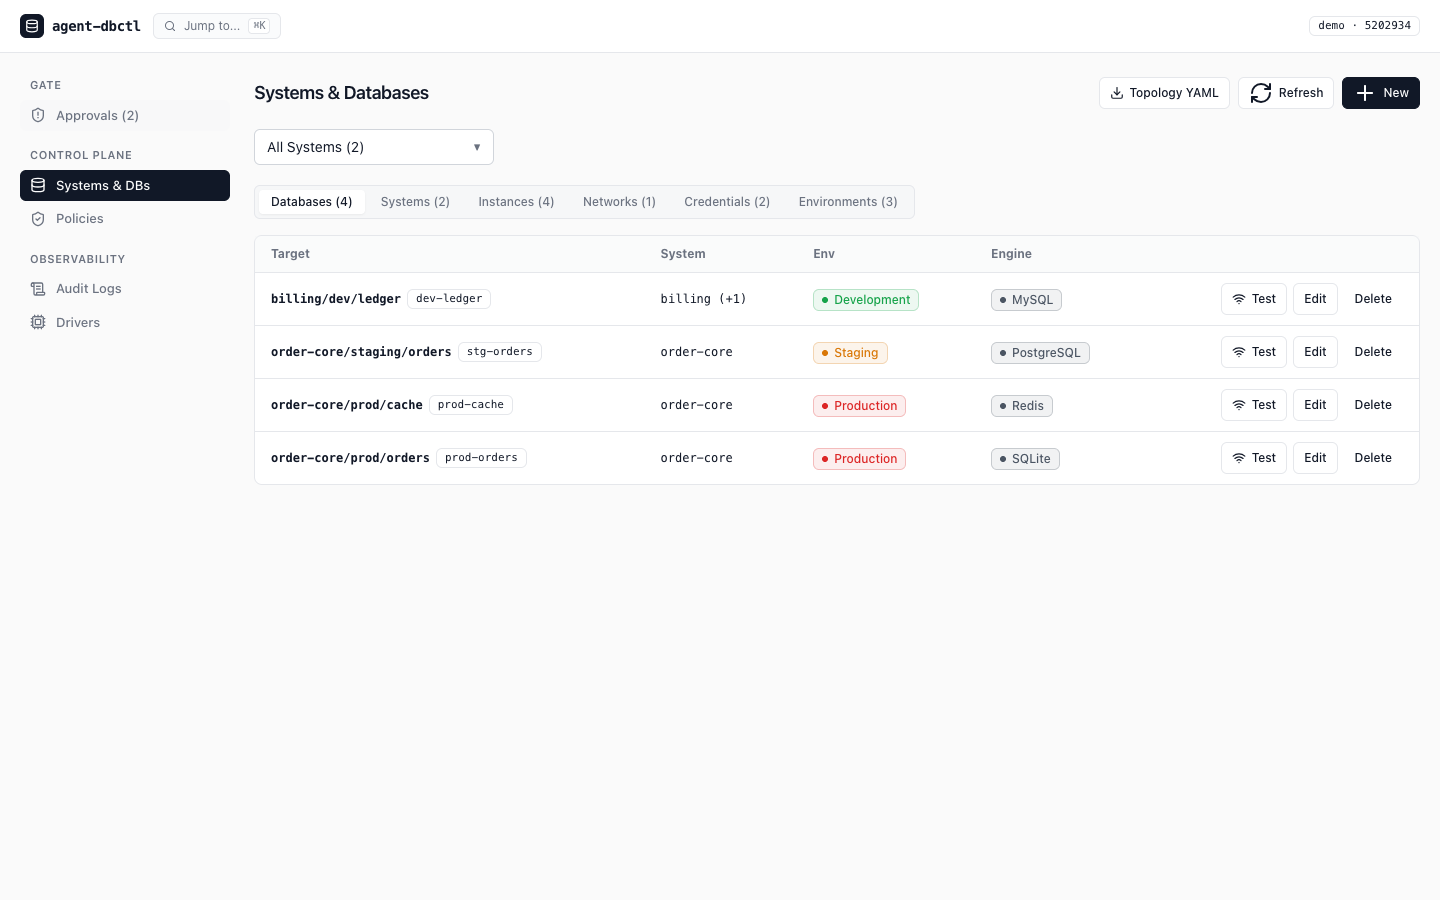 agent-dbctl Jump to... ⌘K demo · 5202934
GATE
Approvals (2)
CONTROL PLANE
Systems & DBs
Policies
OBSERVABILITY
Audit Logs
Drivers
Systems & Databases Topology YAML Refresh New
All Systems (2)
Databases (4) Systems (2) Instances (4) Networks (1) Credentials (2) Environments (3)
Target System Env Engine
billing/dev/ledger dev-ledger billing (+1) Development MySQL Test Edit Delete
order-core/staging/orders stg-orders order-core Staging PostgreSQL Test Edit Delete
order-core/prod/cache prod-cache order-core Production Redis Test Edit Delete
order-core/prod/orders prod-orders order-core Production SQLite Test Edit Delete